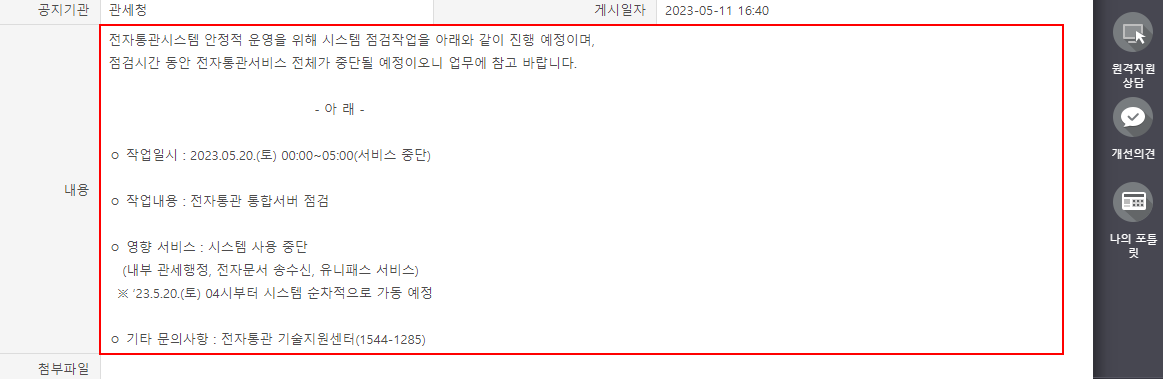 공지기관 관세청 게시일자 2023-05-11 16:40
전자통관시스템 안정적 운영을 위해 시스템 점검작업을 아래와 같이 진행 예정이며,
점검시간 동안 전자통관서비스 전체가 중단될 예정이오니 업무에 참고 바랍니다.
- 아 래 -
ㅇ 작업일시 : 2023.05.20.(토) 00:00~05:00(서비스 중단)
내용
ㅇ 작업내용 : 전자통관 통합서버 점검
ㅇ 영향 서비스 : 시스템 사용 중단
(내부 관세행정, 전자문서 송수신, 유니패스 서비스)
※ '23.5.20.(토) 04시부터 시스템 순차적으로 가동 예정
ㅇ 기타 문의사항 : 전자통관 기술지원센터(1544-1285)
첨부파일
원격지원
상담
개선의견
나의 포틀
릿